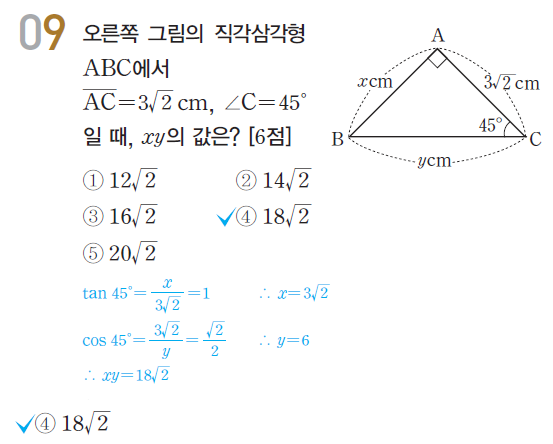 09 오른쪽 그림의 직각삼각형
ABC에서
\overline{AC}=3√2 cm, ∠C=45°
일 때, xy의 값은? [6점]
A
x cm
3√2 cm
45°
B
C
y cm
① 12√2
② 14√2
③ 16√2
✓④ 18√2
⑤ 20√2
tan 45°=x/3√2=1 ∴ x=3√2
cos 45°=3√2/y=√2/2 ∴ y=6
∴ xy=18√2
✓④ 18√2